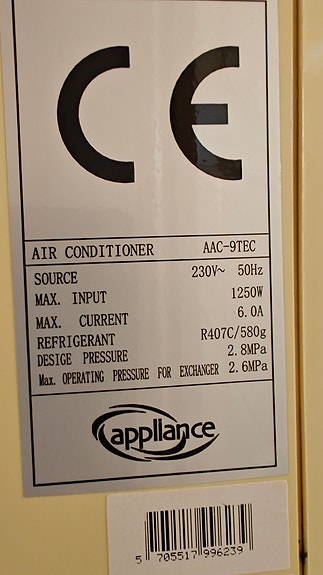 CE
AIR CONDITIONER AAC-9TEC
SOURCE 230V~ 50Hz
MAX. INPUT 1250W
MAX. CURRENT 6.0A
REFRIGERANT R407C/580g
DESIGE PRESSURE 2.8MPa
Max. OPERATING PRESSURE FOR EXCHANGER 2.6MPa
appliance
5 705517 996239